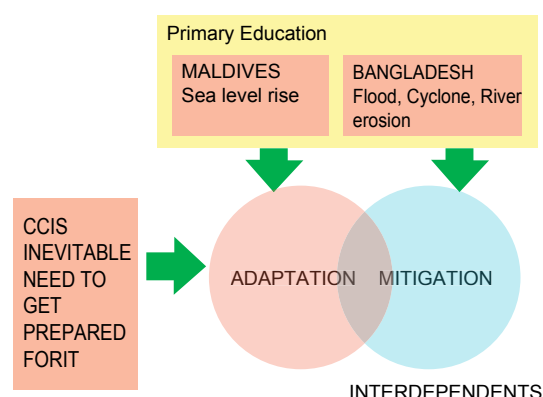 Primary Education
MALDIVES
Sea level rise
BANGLADESH
Flood, Cyclone, River
erosion
CCIS
INEVITABLE
NEED TO
GET
PREPARED
FORIT
ADAPTATION
MITIGATION
INTERDEPENDENTS